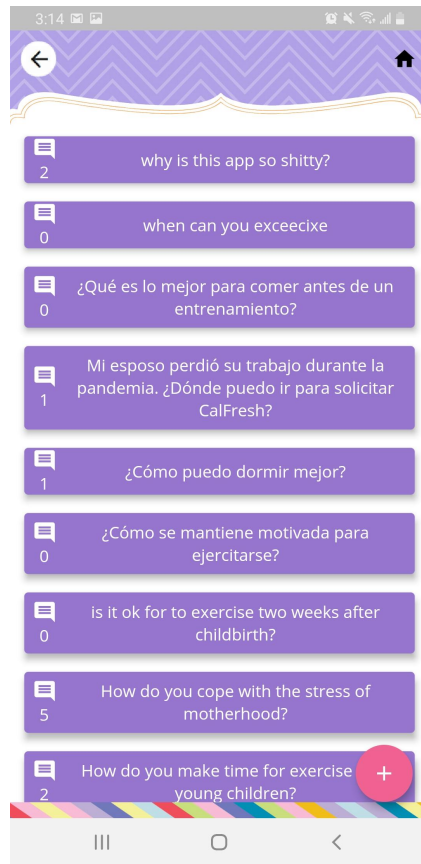 3:14
2
why is this app so shitty?
0
when can you exceecixe
0
¿Qué es lo mejor para comer antes de un
entrenamiento?
1
Mi esposo perdió su trabajo durante la
pandemia. ¿Dónde puedo ir para solicitar
CalFresh?
1
¿Cómo puedo dormir mejor?
0
¿Cómo se mantiene motivada para
ejercitarse?
0
is it ok for to exercise two weeks after
childbirth?
5
How do you cope with the stress of
motherhood?
2
How do you make time for exercise
young children?